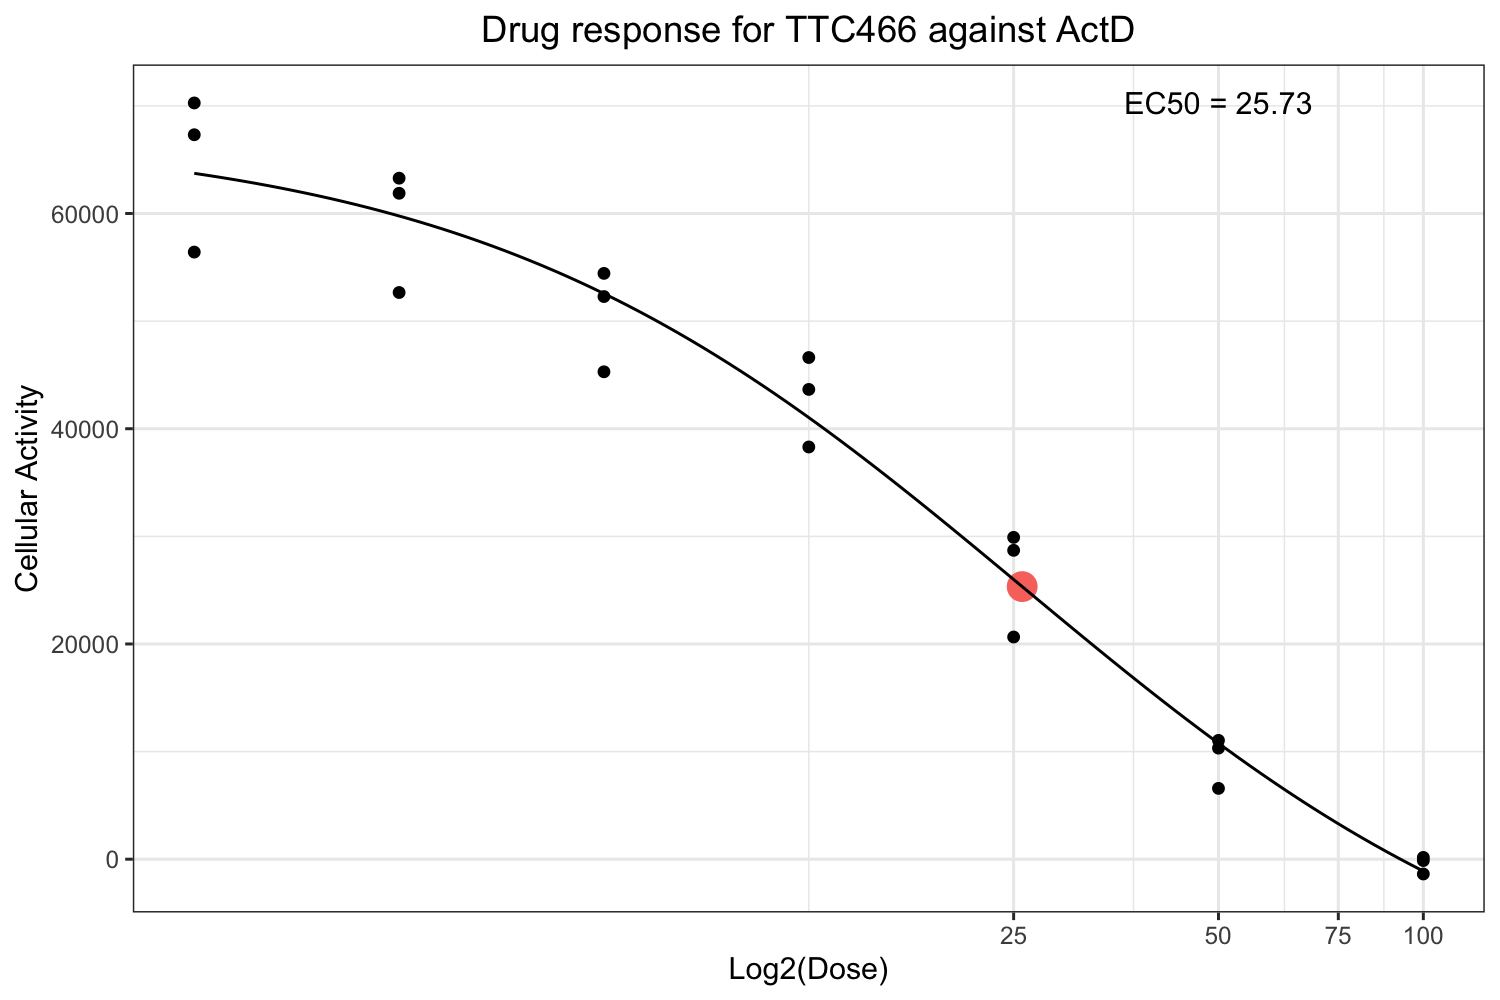 Drug response for TTC466 against ActD
EC50 = 25.73
60000
40000
20000
0
Cellular Activity
25 50 75 100
Log2(Dose)